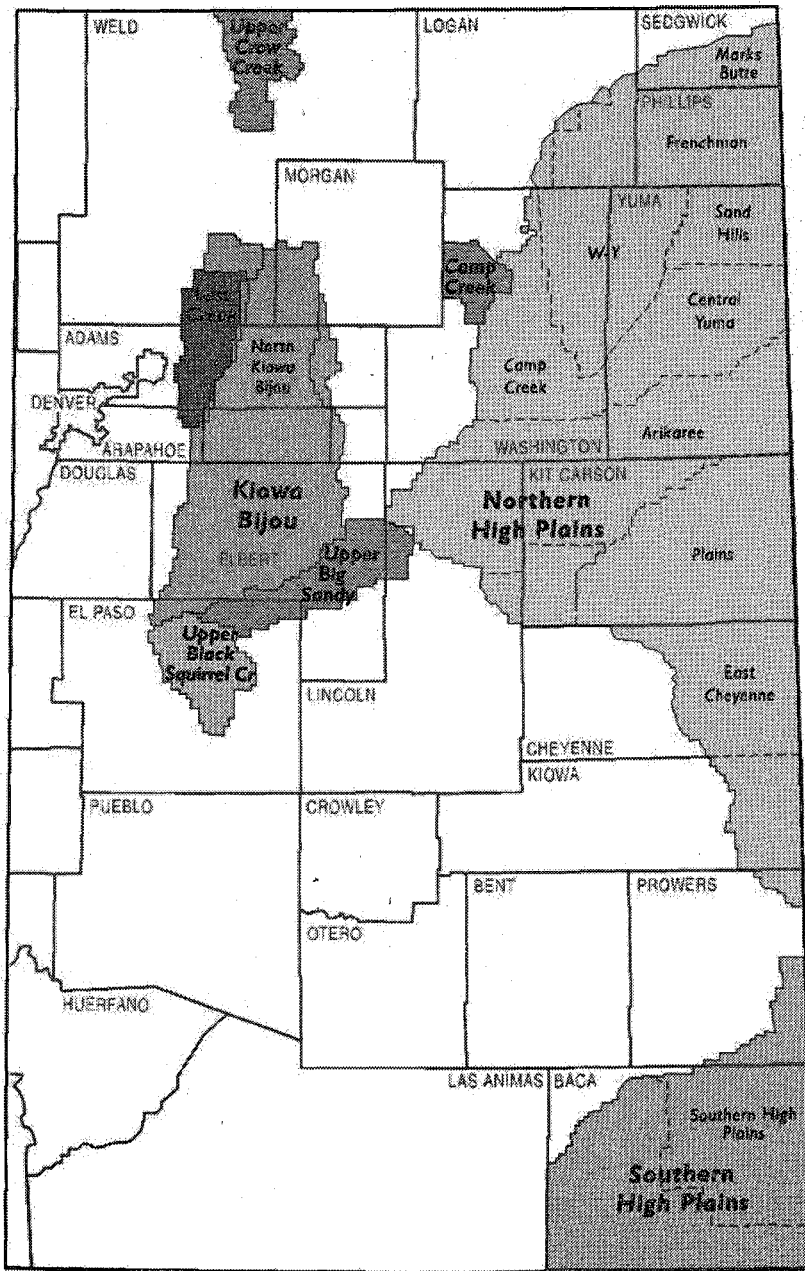 WELD
Upper
Crow
Creek
LOGAN
SEDGWICK
Marks
Butte
PHILLIPS
Frenchman
MORGAN
YUMA
Sand
Hills
W-Y
Camp
Creek
Central
Yuma
Lost
Creek
ADAMS
North
Kiowa
Bijou
Camp
Creek
DENVER
Arikaree
ARAPAHOE
WASHINGTON
DOUGLAS
KIT CARSON
Kiowa
Bijou
Northern
High Plains
ELBERT
Upper
Big
Sandy
Plains
EL PASO
Upper
Black
Squirrel Cr
East
Cheyenne
LINCOLN
CHEYENNE
KIOWA
PUEBLO
CROWLEY
BENT
PROWERS
OTERO
HUERFANO
LAS ANIMAS
BACA
Southern High
Plains
Southern
High Plains